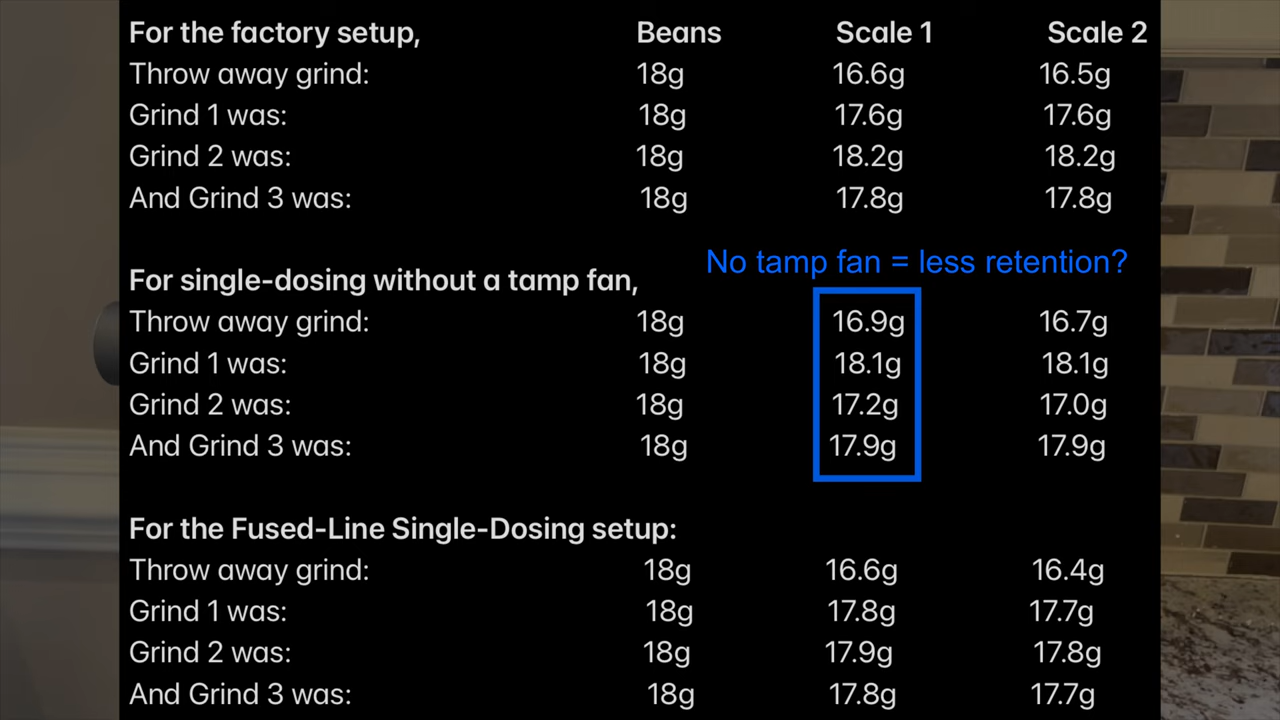 For the factory setup, Beans Scale 1 Scale 2
Throw away grind: 18g 16.6g 16.5g
Grind 1 was: 18g 17.6g 17.6g
Grind 2 was: 18g 18.2g 18.2g
And Grind 3 was: 18g 17.8g 17.8g
No tamp fan = less retention?
For single-dosing without a tamp fan,
Throw away grind: 18g 16.9g 16.7g
Grind 1 was: 18g 18.1g 18.1g
Grind 2 was: 18g 17.2g 17.0g
And Grind 3 was: 18g 17.9g 17.9g
For the Fused-Line Single-Dosing setup:
Throw away grind: 18g 16.6g 16.4g
Grind 1 was: 18g 17.8g 17.7g
Grind 2 was: 18g 17.9g 17.8g
And Grind 3 was: 18g 17.8g 17.7g